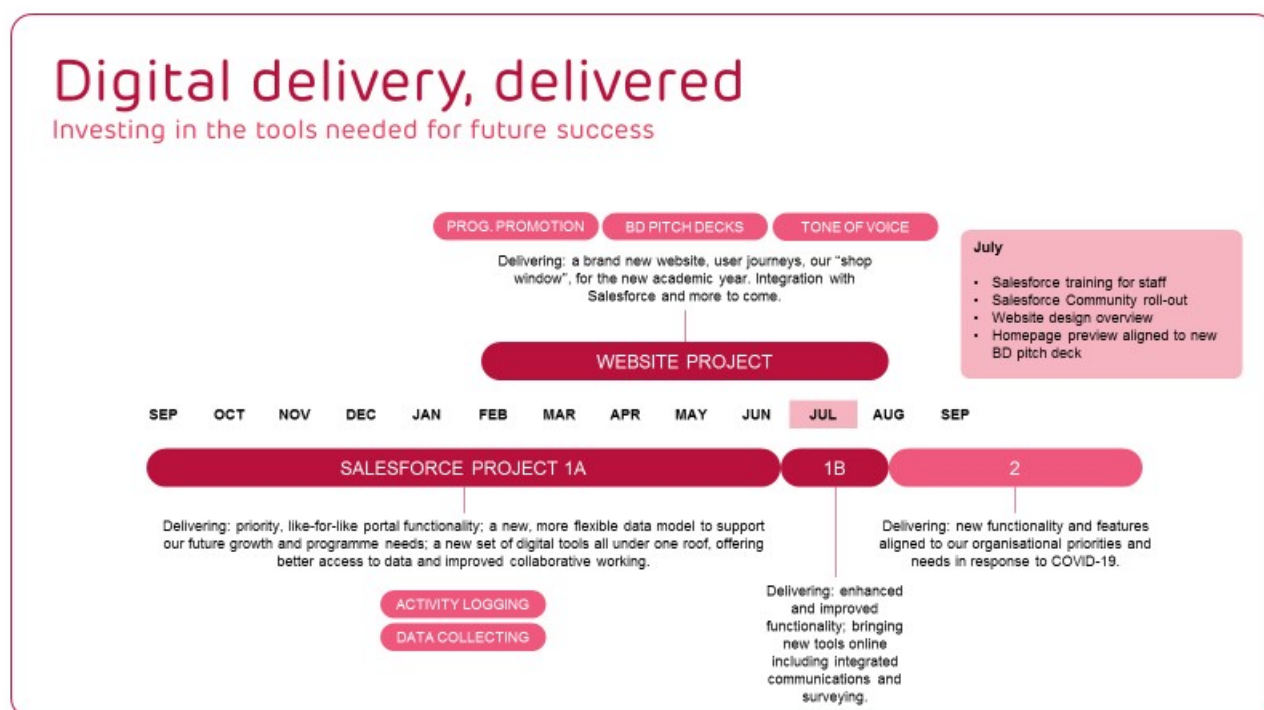 Digital delivery, delivered
Investing in the tools needed for future success
PROG. PROMOTION
BD PITCH DECKS
TONE OF VOICE
Delivering: a brand new website, user journeys, our “shop
window”, for the new academic year. Integration with
Salesforce and more to come.
July
• Salesforce training for staff
• Salesforce Community roll-out
• Website design overview
• Homepage preview aligned to new
BD pitch deck
WEBSITE PROJECT
SEP OCT NOV DEC JAN FEB MAR APR MAY JUN JUL AUG SEP
SALESFORCE PROJECT 1A
1B
2
Delivering: priority, like-for-like portal functionality; a new, more flexible data model to support
our future growth and programme needs; a new set of digital tools all under one roof, offering
better access to data and improved collaborative working.
ACTIVITY LOGGING
DATA COLLECTING
Delivering: enhanced
and improved
functionality; bringing
new tools online
including integrated
communications and
surveying.
Delivering: new functionality and features
aligned to our organisational priorities and
needs in response to COVID-19.